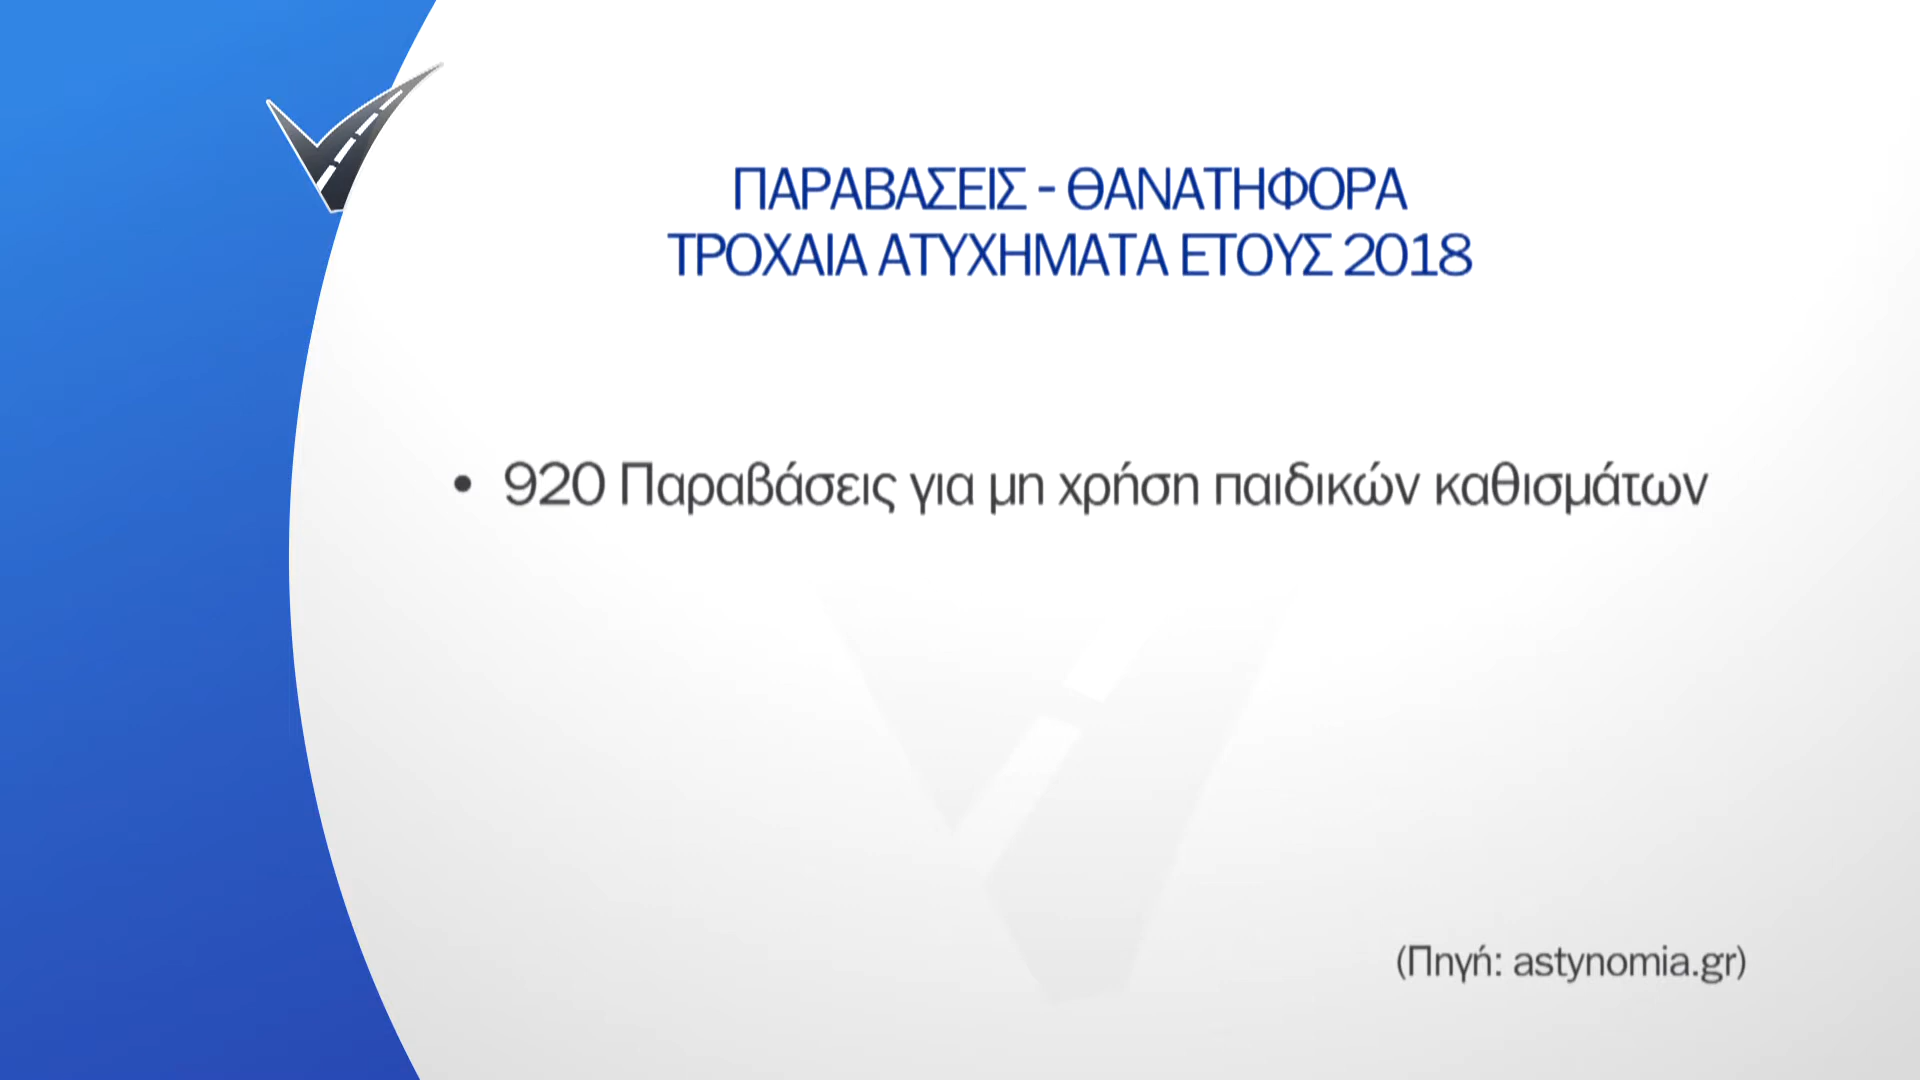 ΠΑΡΑΒΑΣΕΙΣ - ΘΑΝΑΤΗΦΟΡΑ
ΤΡΟΧΑΙΑ ΑΤΥΧΗΜΑΤΑ ΕΤΟΥΣ 2018
• 920 Παραβάσεις για μη χρήση παιδικών καθισμάτων
(Πηγή: astynomia.gr)